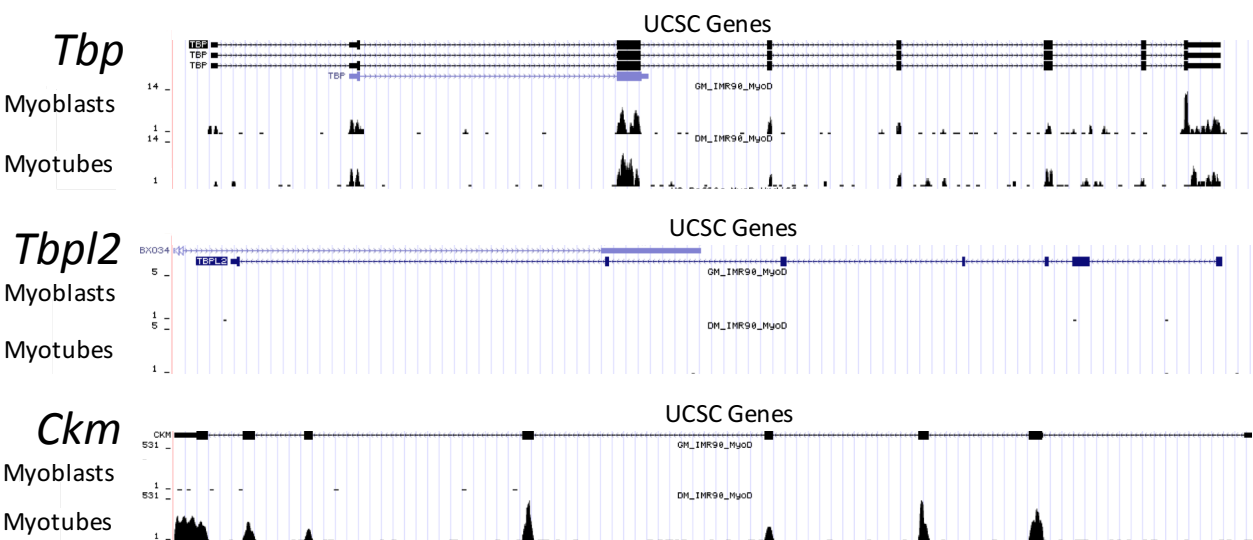 UCSC Genes
Tbp
TBP
TBP
TBP
TBP
Myoblasts
14
GM_IMR90_MyoD
1
14
DM_IMR90_MyoD
Myotubes
1
UCSC Genes
Tbpl2
BX034
TBPL2
5
GM_IMR90_MyoD
Myoblasts
1
5
DM_IMR90_MyoD
Myotubes
1
UCSC Genes
Ckm
CKM
531
GM_IMR90_MyoD
Myoblasts
1
531
DM_IMR90_MyoD
Myotubes
1